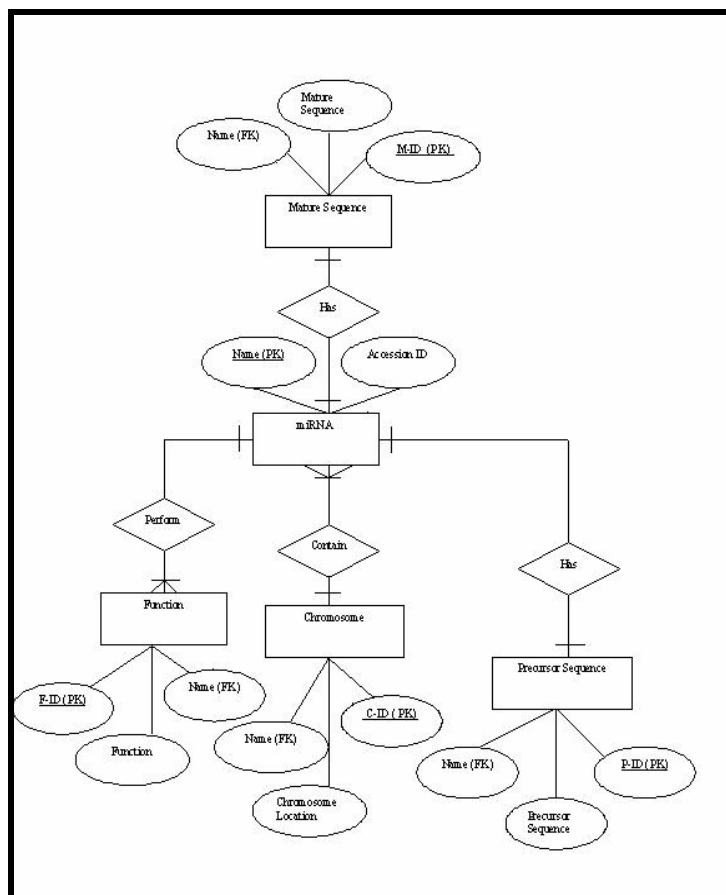 Mature
Sequence
Name (FK)
M-ID (PK)
Mature Sequence
Has
Name (PK)
Accession ID
miRNA
Perform
Contain
Has
Function
Chromosome
Precursor Sequence
F-ID (PK)
Name (FK)
Function
Name (FK)
C-ID (PK)
Chromosome
Location
Name (FK)
P-ID (PK)
Precursor
Sequence